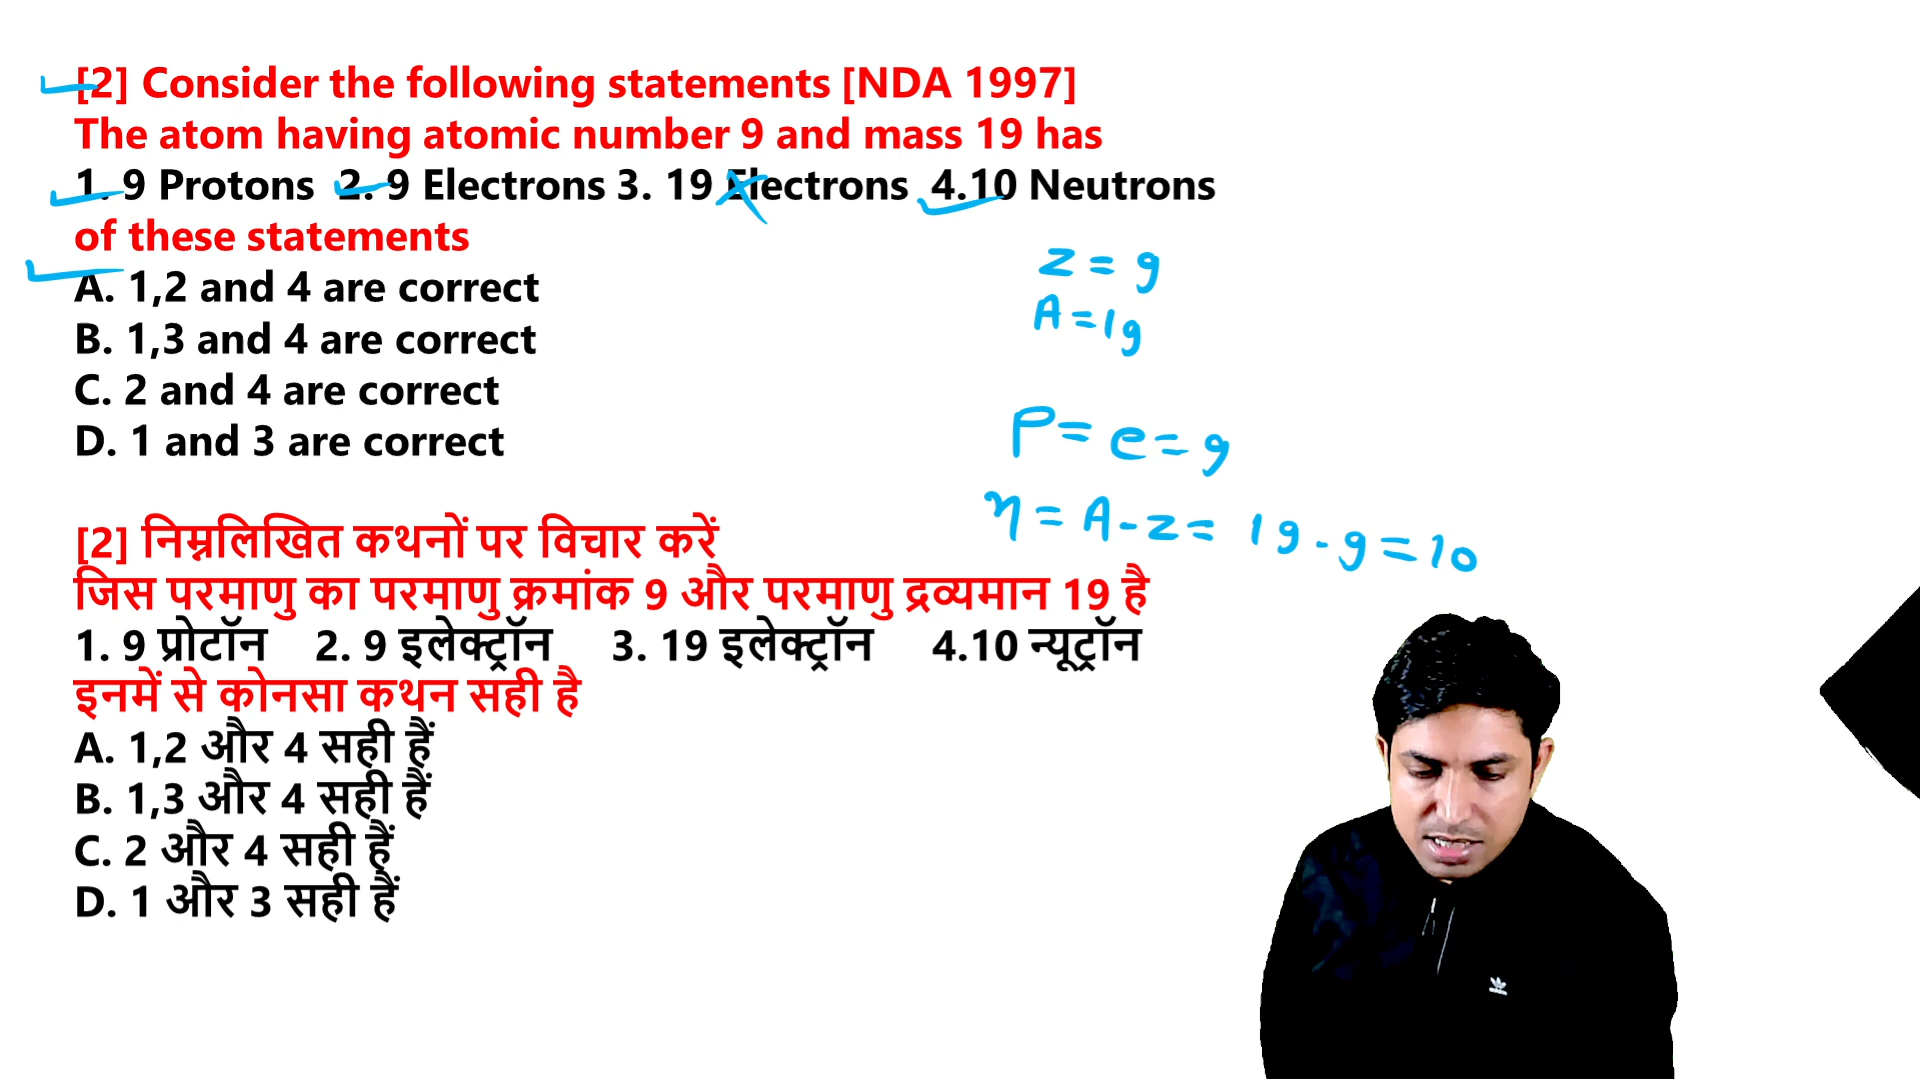 [2] Consider the following statements [NDA 1997]
The atom having atomic number 9 and mass 19 has
1. 9 Protons 2. 9 Electrons 3. 19 Electrons 4.10 Neutrons
of these statements
A. 1,2 and 4 are correct
B. 1,3 and 4 are correct
C. 2 and 4 are correct
D. 1 and 3 are correct
z = 9
A = 19
P = e = 9
η = A - z = 19 - 9 = 10
[2] निम्नलिखित कथनों पर विचार करें
जिस परमाणु का परमाणु क्रमांक 9 और परमाणु द्रव्यमान 19 है
1. 9 प्रोटॉन 2. 9 इलेक्ट्रॉन 3. 19 इलेक्ट्रॉन 4.10 न्यूट्रॉन
इनमें से कोनसा कथन सही है
A. 1,2 और 4 सही हैं
B. 1,3 और 4 सही हैं
C. 2 और 4 सही हैं
D. 1 और 3 सही हैं